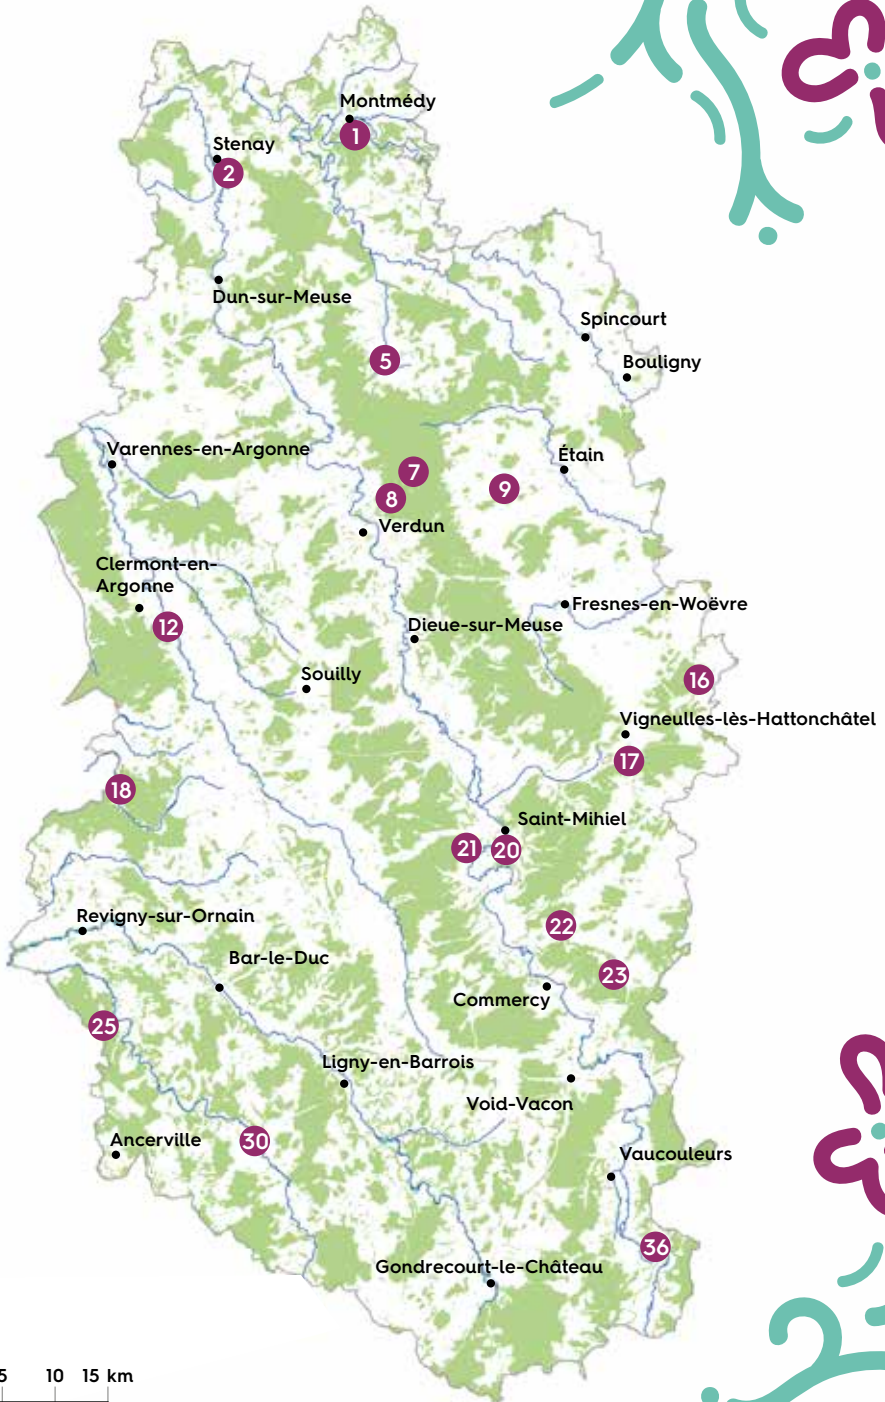 Montmédy
1
Stenay
2
Dun-sur-Meuse
Spincourt
5
Bouligny
Varennes-en-Argonne
Étain
7
9
8
Verdun
Clermont-en-
Argonne
Fresnes-en-Woëvre
12
Dieue-sur-Meuse
Souilly
16
Vigneulles-lès-Hattonchâtel
17
18
Saint-Mihiel
21
20
Revigny-sur-Ornain
22
Bar-le-Duc
23
Commercy
25
Ligny-en-Barrois
Void-Vacon
Ancerville
30
Vaucouleurs
36
Gondrecourt-le-Château
5 10 15 km